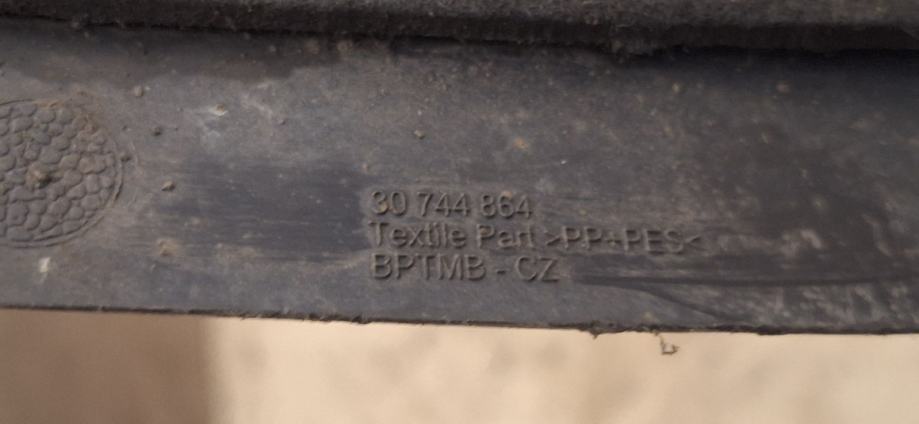 30 744 864
Textile Part >PP+PES<
BPTMB - CZ